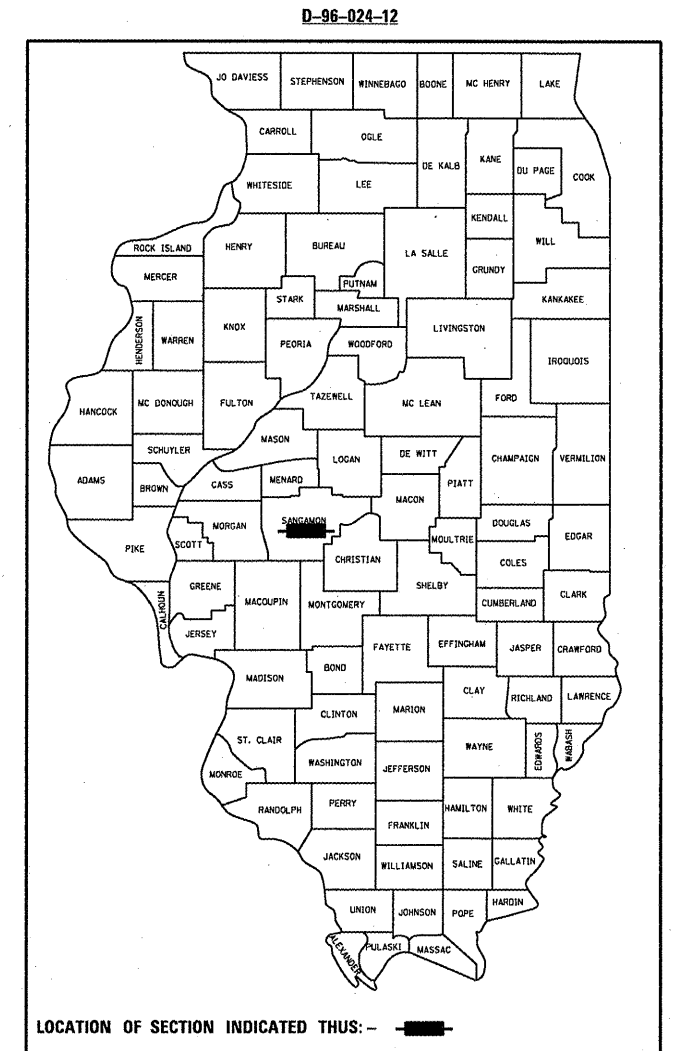 D-96-024-12
JO DAVIESS
STEPHENSON
WINNEBAGO
BOONE
MC HENRY
LAKE
CARROLL
OGLE
DE KALB
KANE
DU PAGE
COOK
WHITESIDE
LEE
KENDALL
WILL
ROCK ISLAND
HENRY
BUREAU
LA SALLE
GRUNDY
MERCER
PUTNAM
STARK
MARSHALL
KANKAKEE
HENDERSON
WARREN
KNOX
PEORIA
WOODFORD
LIVINGSTON
IROQUOIS
HANCOCK
MC DONOUGH
FULTON
TAZEWELL
MC LEAN
FORD
MASON
SCHUYLER
LOGAN
DE WITT
CHAMPAIGN
VERMILION
ADAMS
BROWN
CASS
MENARD
PIATT
MACON
SANGAMON
MORGAN
SCOTT
PIKE
MOULTRIE
DOUGLAS
EDGAR
CHRISTIAN
COLES
SHELBY
GREENE
CALHOUN
MACOUPIN
MONTGOMERY
CUMBERLAND
CLARK
JERSEY
FAYETTE
EFFINGHAM
JASPER
CRAWFORD
MADISON
BOND
CLAY
RICHLAND
LAWRENCE
CLINTON
MARION
ST. CLAIR
WAYNE
EDWARDS
WABASH
WASHINGTON
JEFFERSON
MONROE
RANDOLPH
PERRY
HAMILTON
WHITE
FRANKLIN
JACKSON
WILLIAMSON
SALINE
GALLATIN
UNION
JOHNSON
POPE
HARDIN
ALEXANDER
PULASKI
MASSAC
LOCATION OF SECTION INDICATED THUS: -